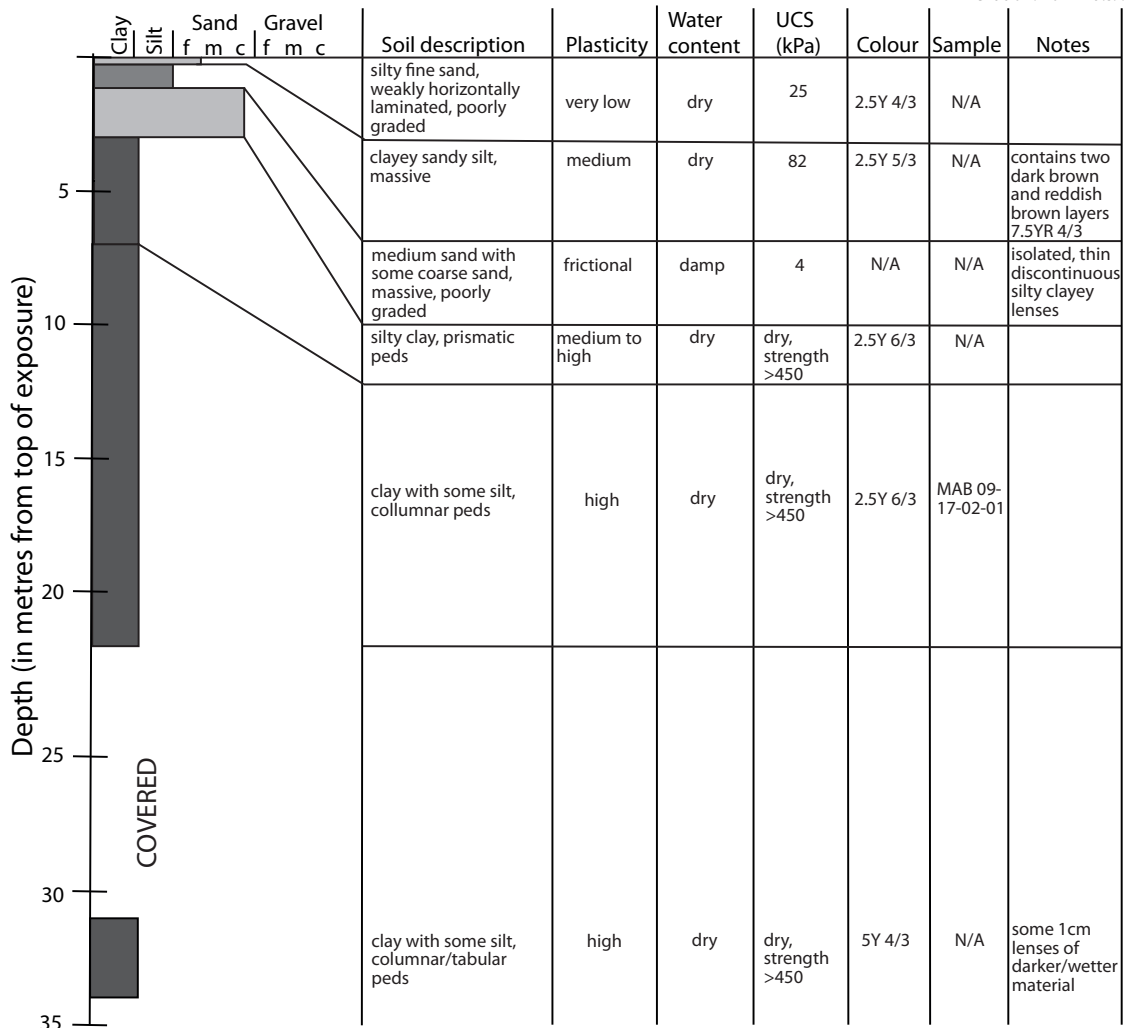 Clay
Silt
Sand
Gravel
f m c
f m c
Soil description
Plasticity
Water
content
UCS
(kPa)
Colour
Sample
Notes
silty fine sand,
weakly horizontally
laminated, poorly
graded
very low
dry
25
2.5Y 4/3
N/A
clayey sandy silt,
massive
medium
dry
82
2.5Y 5/3
N/A
contains two
dark brown
and reddish
brown layers
7.5YR 4/3
medium sand with
some coarse sand,
massive, poorly
graded
frictional
damp
4
N/A
N/A
isolated, thin
discontinuous
silty clayey
lenses
silty clay, prismatic
peds
medium to
high
dry
dry,
strength
>450
2.5Y 6/3
N/A
clay with some silt,
collumnar peds
high
dry
dry,
strength
>450
2.5Y 6/3
MAB 09-
17-02-01
clay with some silt,
columnar/tabular
peds
high
dry
dry,
strength
>450
5Y 4/3
N/A
some 1cm
lenses of
darker/wetter
material
Depth (in metres from top of exposure)
5
10
15
20
25
30
35
COVERED